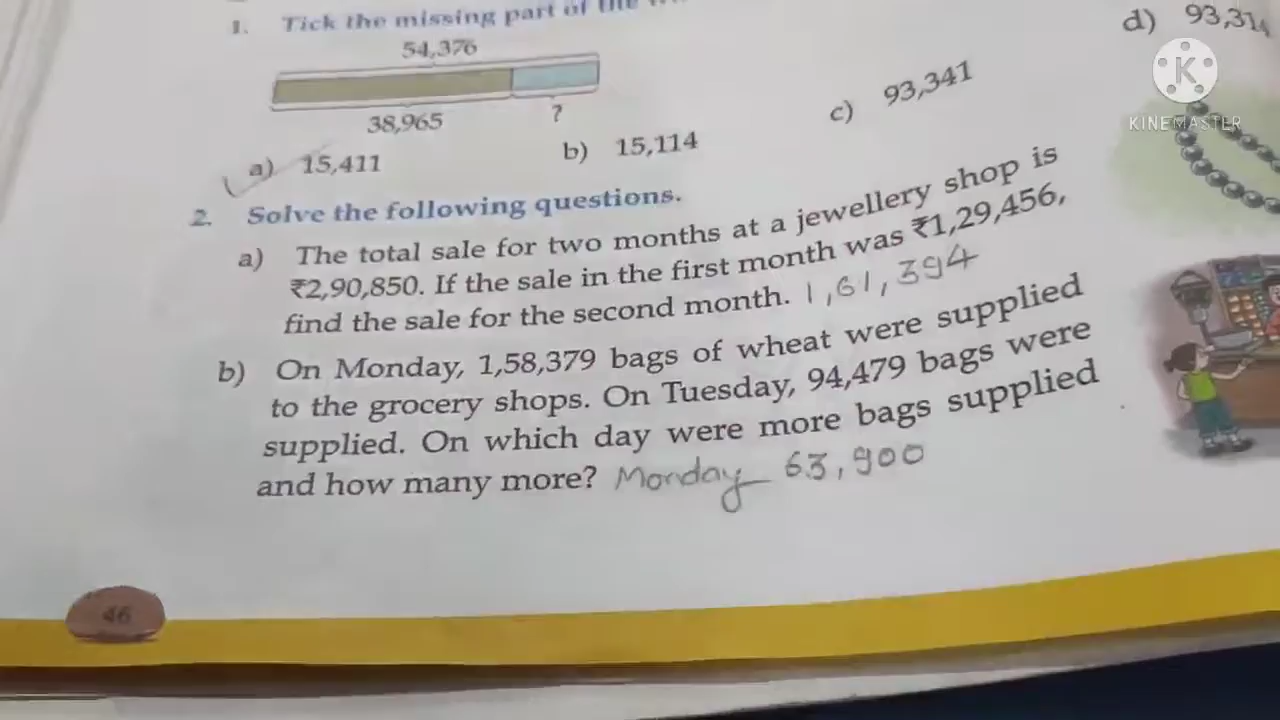 1. Tick the missing part of the
54,376
38,965
?
a) 15,411
b) 15,114
c) 93,341
d) 93,314
KINEMASTER
2. Solve the following questions.
a) The total sale for two months at a jewellery shop is
₹2,90,850. If the sale in the first month was ₹1,29,456,
find the sale for the second month. 1,61,394
b) On Monday, 1,58,379 bags of wheat were supplied
to the grocery shops. On Tuesday, 94,479 bags were
supplied. On which day were more bags supplied
and how many more? Monday 63,900
46